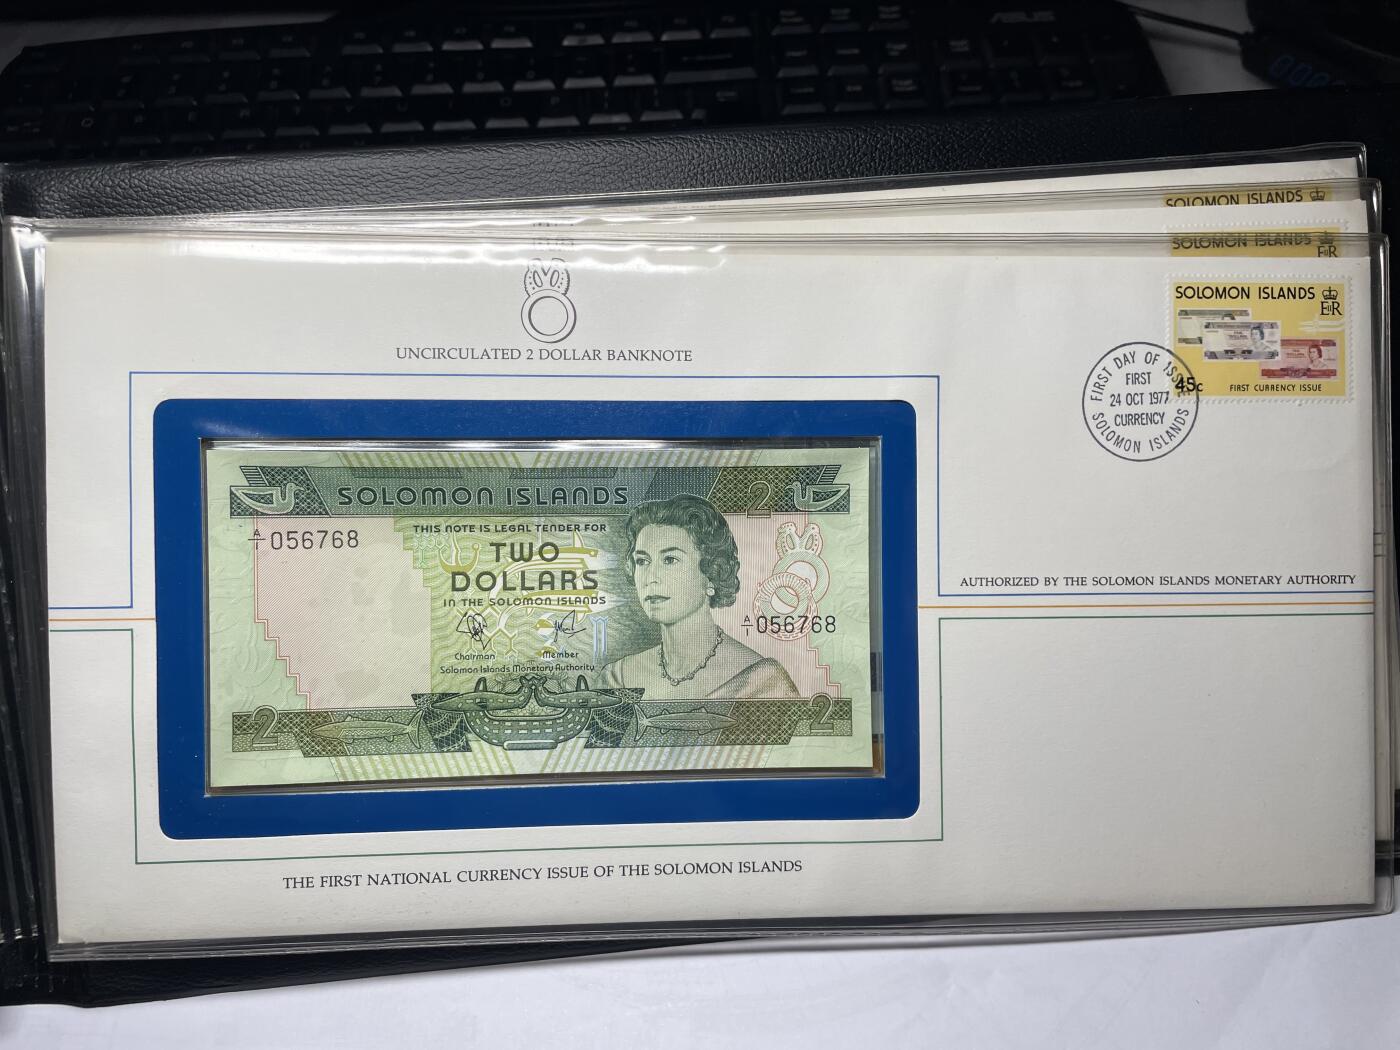 ASUS
SOLOMON ISLANDS
SOLOMON ISLANDS
EIIR
SOLOMON ISLANDS
EIIR
45c
FIRST CURRENCY ISSUE
FIRST DAY OF ISSUE
FIRST
24 OCT 1977
CURRENCY
SOLOMON ISLANDS
UNCIRCULATED 2 DOLLAR BANKNOTE
SOLOMON ISLANDS
2
A/1 056768
THIS NOTE IS LEGAL TENDER FOR
TWO
DOLLARS
IN THE SOLOMON ISLANDS
Chairman Member
Solomon Islands Monetary Authority
A/1 056768
2
2
AUTHORIZED BY THE SOLOMON ISLANDS MONETARY AUTHORITY
THE FIRST NATIONAL CURRENCY ISSUE OF THE SOLOMON ISLANDS